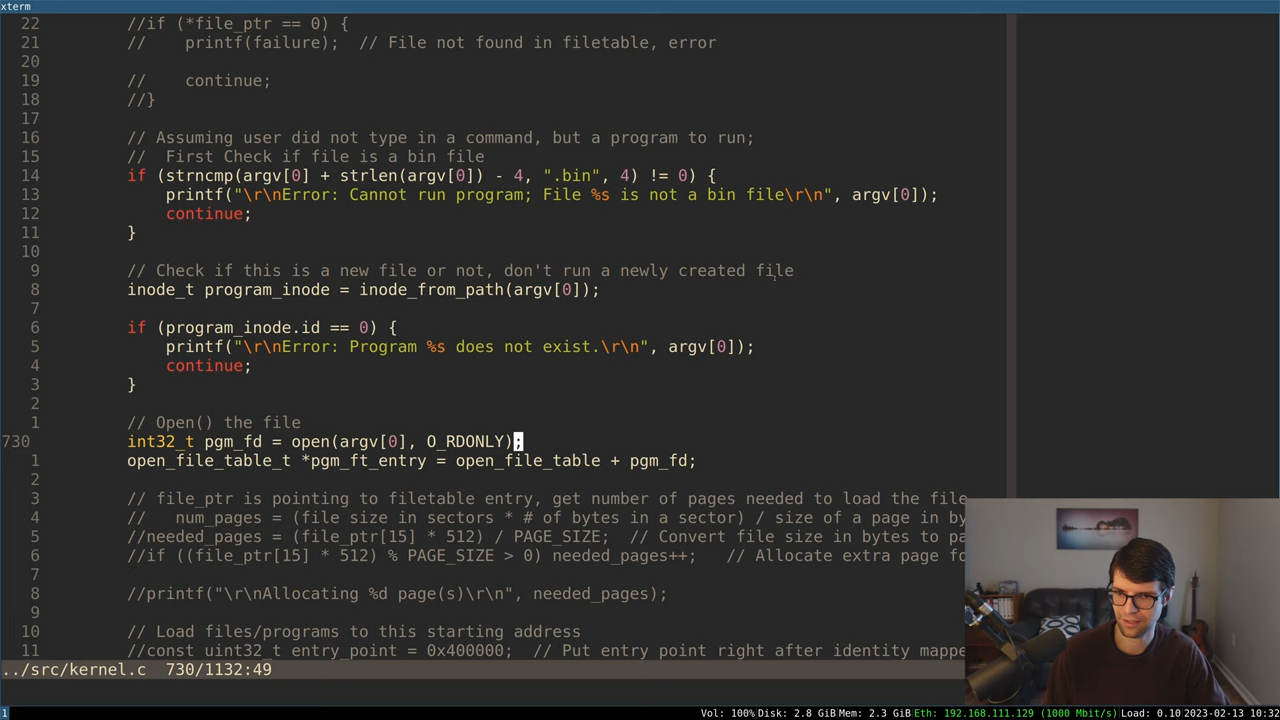 xterm
22 //if (*file_ptr == 0) {
21 //    printf(failure);  // File not found in filetable, error
20
19 //    continue;
18 //}
17
16 // Assuming user did not type in a command, but a program to run;
15 //  First Check if file is a bin file
14 if (strncmp(argv[0] + strlen(argv[0]) - 4, ".bin", 4) != 0) {
13     printf("\r\nError: Cannot run program; File %s is not a bin file\r\n", argv[0]);
12     continue;
11 }
10
9 // Check if this is a new file or not, don't run a newly created file
8 inode_t program_inode = inode_from_path(argv[0]);
7
6 if (program_inode.id == 0) {
5     printf("\r\nError: Program %s does not exist.\r\n", argv[0]);
4     continue;
3 }
2
1 // Open() the file
730 int32_t pgm_fd = open(argv[0], O_RDONLY);
1 open_file_table_t *pgm_ft_entry = open_file_table + pgm_fd;
2
3 // file_ptr is pointing to filetable entry, get number of pages needed to load the file
4 //   num_pages = (file size in sectors * # of bytes in a sector) / size of a page in by
5 //needed_pages = (file_ptr[15] * 512) / PAGE_SIZE;  // Convert file size in bytes to pa
6 //if ((file_ptr[15] * 512) % PAGE_SIZE > 0) needed_pages++;   // Allocate extra page fo
7
8 //printf("\r\nAllocating %d page(s)\r\n", needed_pages);
9
10 // Load files/programs to this starting address
11 //const uint32_t entry_point = 0x400000;  // Put entry point right after identity mappe
../src/kernel.c  730/1132:49
1 Vol: 100% Disk: 2.8 GiB Mem: 2.3 GiB Eth: 192.168.111.129 (1000 Mbit/s) Load: 0.10 2023-02-13 10:32